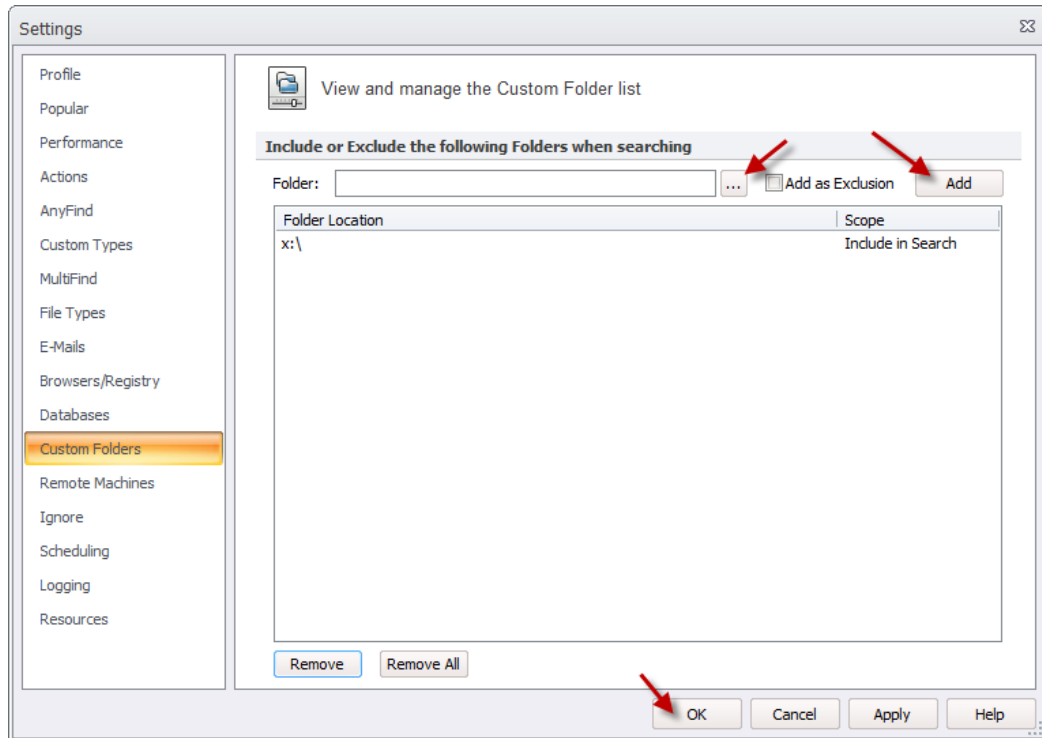 Settings
Profile
Popular
Performance
Actions
AnyFind
Custom Types
MultiFind
File Types
E-Mails
Browsers/Registry
Databases
Custom Folders
Remote Machines
Ignore
Scheduling
Logging
Resources
View and manage the Custom Folder list
Include or Exclude the following Folders when searching
Folder: ... Add as Exclusion Add
Folder Location Scope
x:\ Include in Search
Remove Remove All
OK Cancel Apply Help